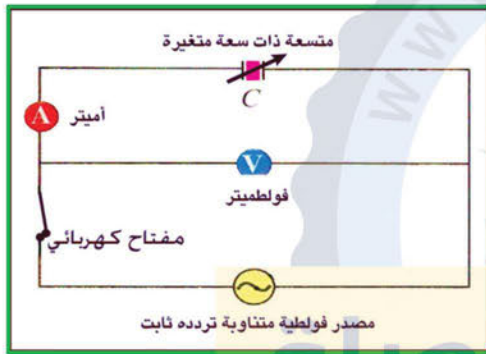 متسعة ذات سعة متغيرة
C
A
أميتر
V
فولطميتر
مفتاح كهربائي
مصدر فولطية متناوبة تردده ثابت